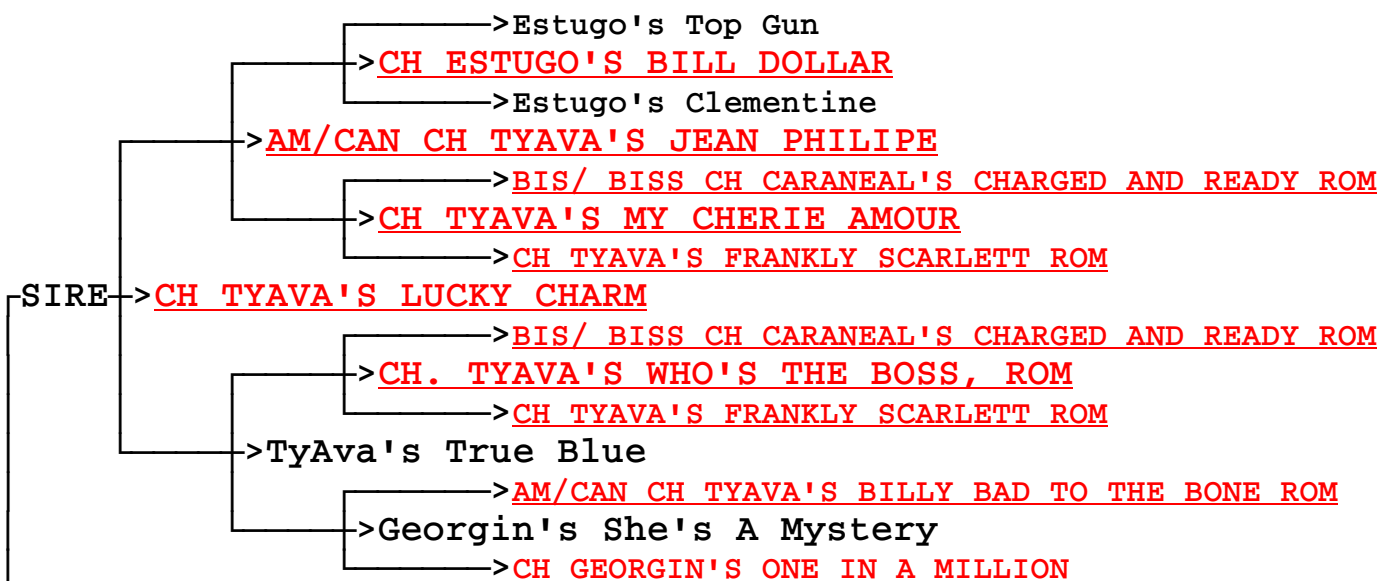 >Estugo's Top Gun
>CH ESTUGO'S BILL DOLLAR
>Estugo's Clementine
>AM/CAN CH TYAVA'S JEAN PHILIPE
>BIS/ BISS CH CARANEAL'S CHARGED AND READY ROM
>CH TYAVA'S MY CHERIE AMOUR
>CH TYAVA'S FRANKLY SCARLETT ROM
SIRE >CH TYAVA'S LUCKY CHARM
>BIS/ BISS CH CARANEAL'S CHARGED AND READY ROM
>CH. TYAVA'S WHO'S THE BOSS, ROM
>CH TYAVA'S FRANKLY SCARLETT ROM
>TyAva's True Blue
>AM/CAN CH TYAVA'S BILLY BAD TO THE BONE ROM
>Georgin's She's A Mystery
>CH GEORGIN'S ONE IN A MILLION